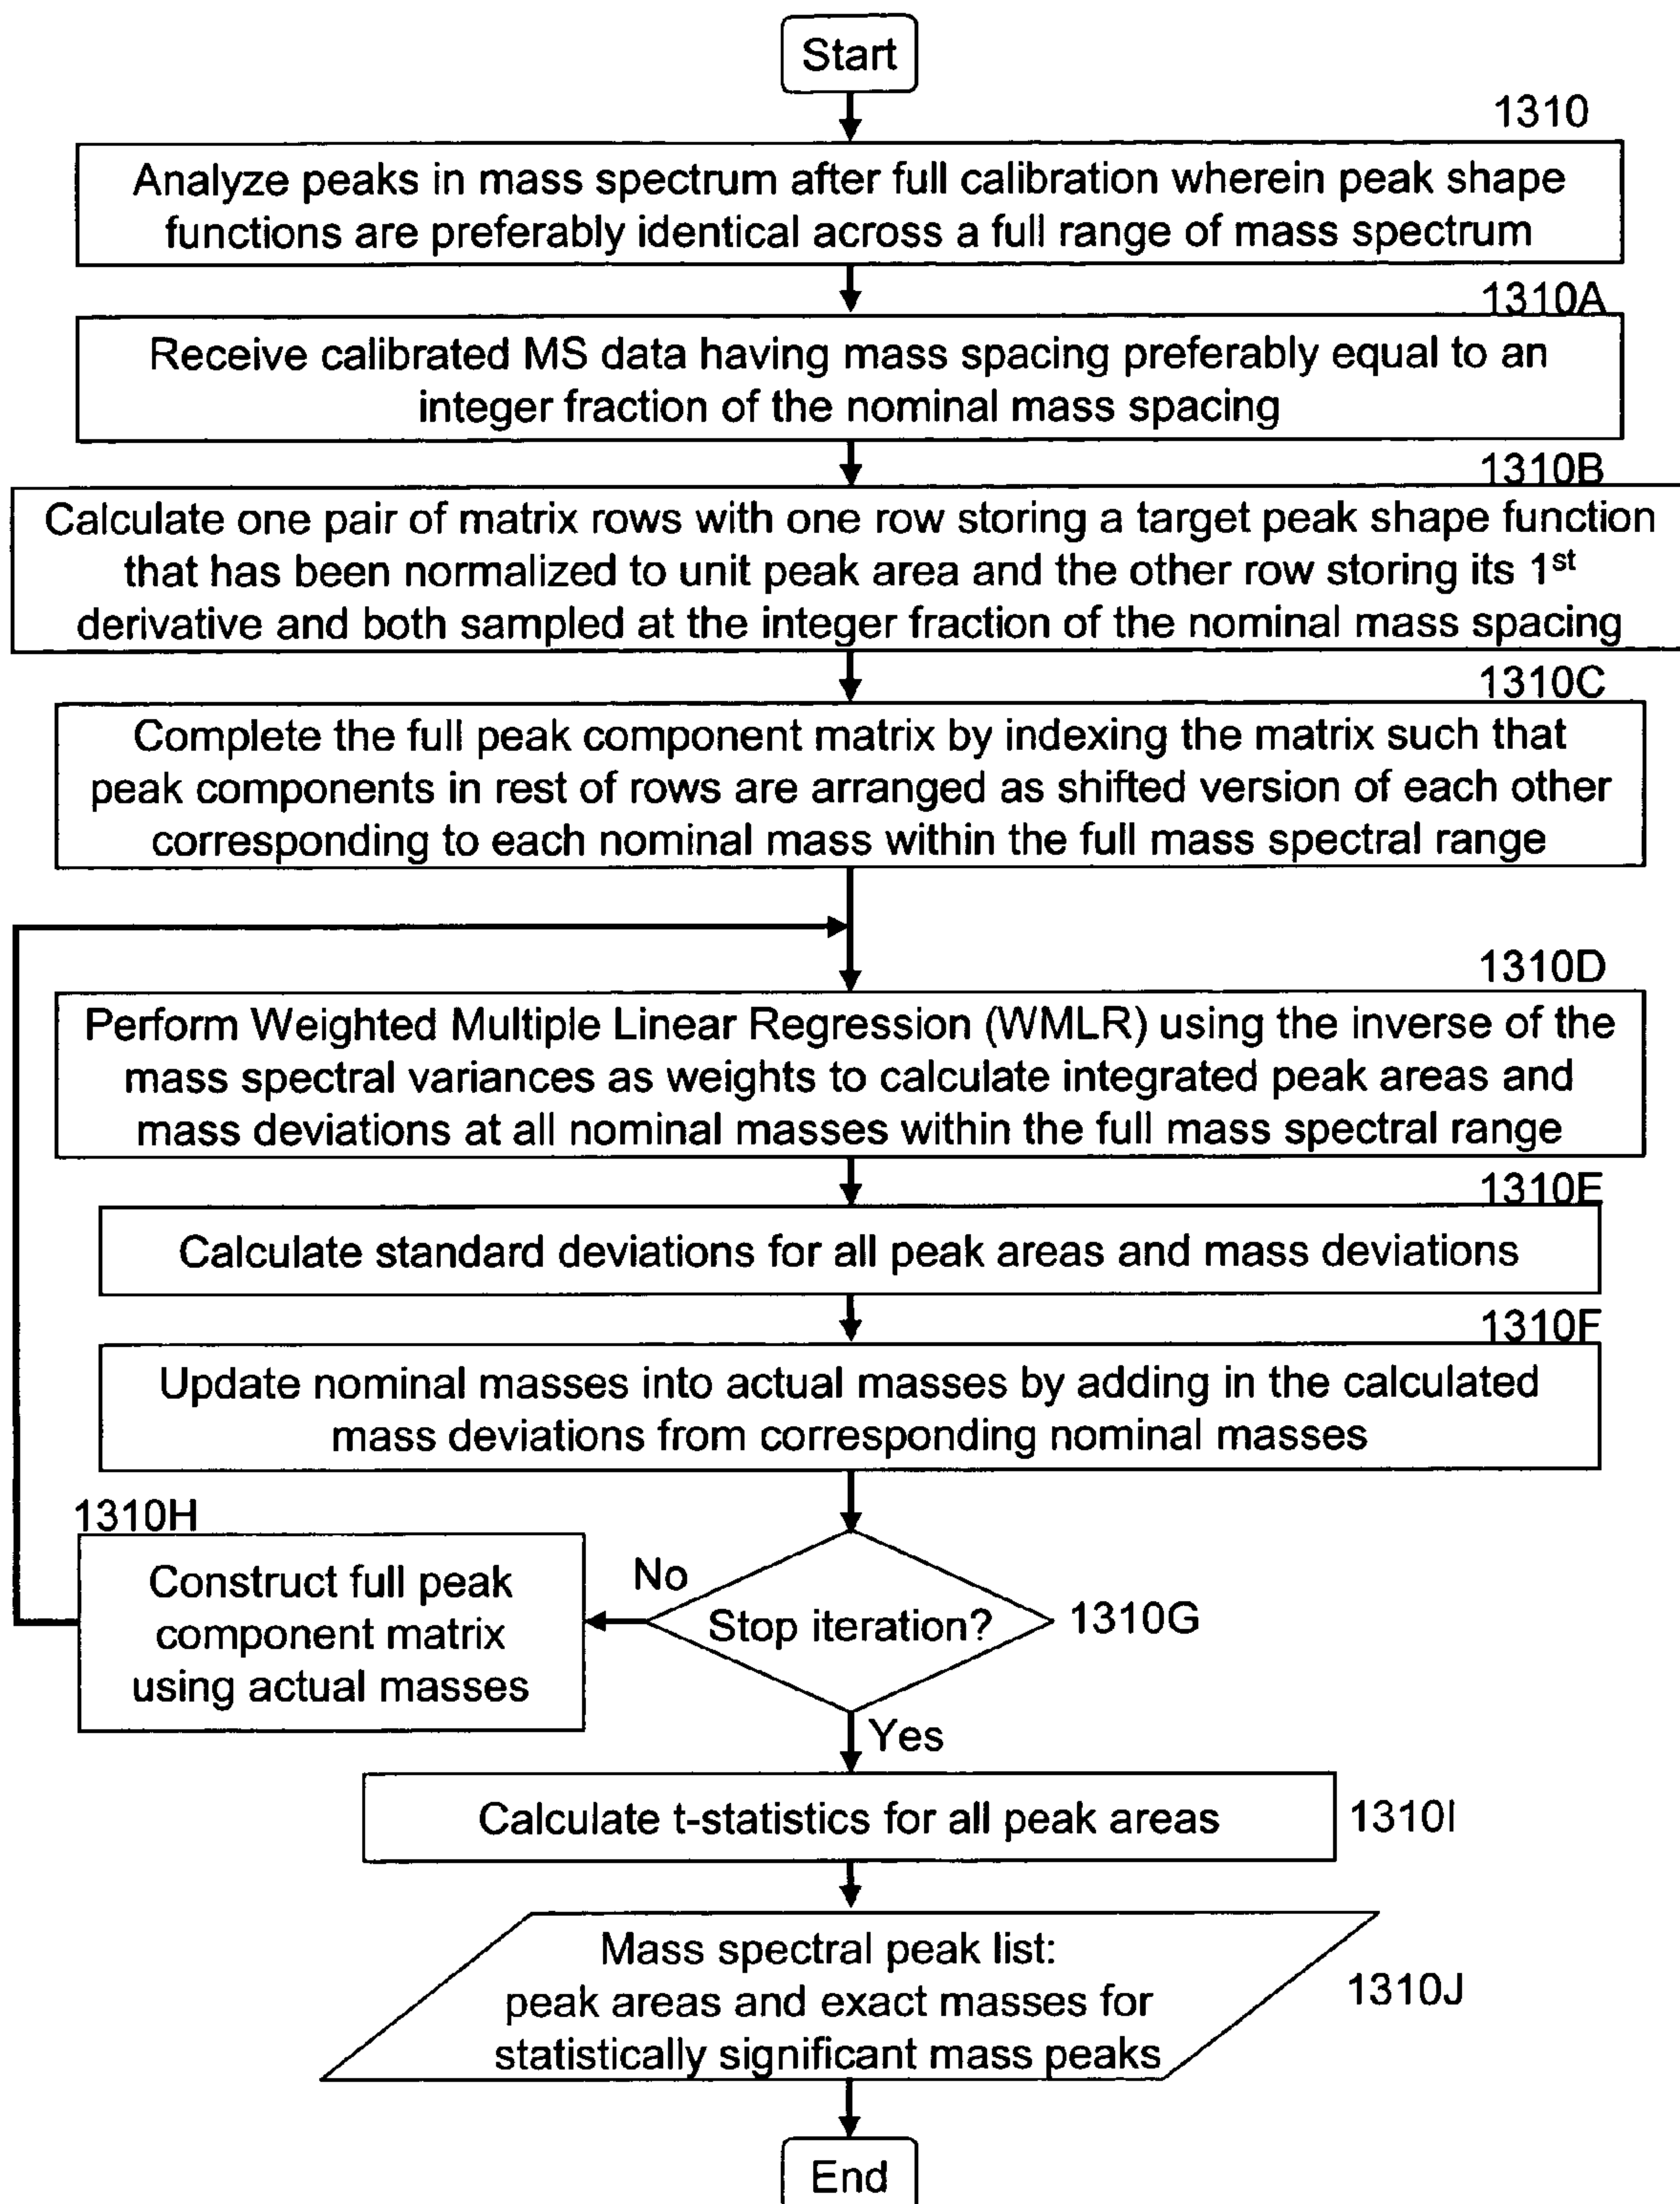 Start
1310
Analyze peaks in mass spectrum after full calibration wherein peak shape
functions are preferably identical across a full range of mass spectrum
1310A
Receive calibrated MS data having mass spacing preferably equal to an
integer fraction of the nominal mass spacing
1310B
Calculate one pair of matrix rows with one row storing a target peak shape function
that has been normalized to unit peak area and the other row storing its 1st
derivative and both sampled at the integer fraction of the nominal mass spacing
1310C
Complete the full peak component matrix by indexing the matrix such that
peak components in rest of rows are arranged as shifted version of each other
corresponding to each nominal mass within the full mass spectral range
1310D
Perform Weighted Multiple Linear Regression (WMLR) using the inverse of the
mass spectral variances as weights to calculate integrated peak areas and
mass deviations at all nominal masses within the full mass spectral range
1310E
Calculate standard deviations for all peak areas and mass deviations
1310F
Update nominal masses into actual masses by adding in the calculated
mass deviations from corresponding nominal masses
1310H
Construct full peak
component matrix
using actual masses
No
Stop iteration?
1310G
Yes
Calculate t-statistics for all peak areas
1310I
Mass spectral peak list:
peak areas and exact masses for
statistically significant mass peaks
1310J
End